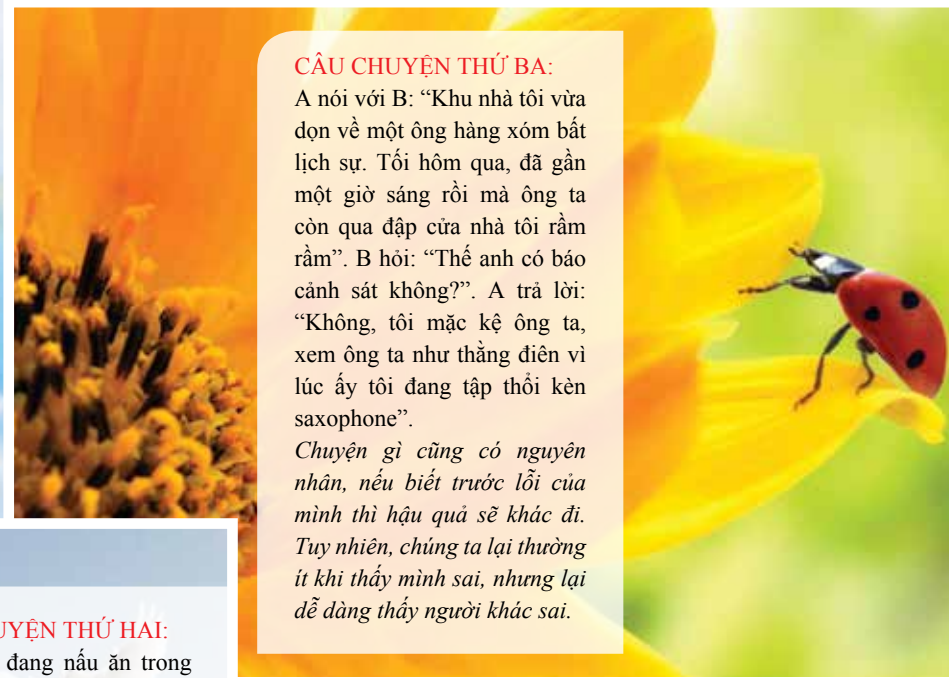 CÂU CHUYỆN THỨ BA:
A nói với B: “Khu nhà tôi vừa
dọn về một ông hàng xóm bất
lịch sự. Tối hôm qua, đã gần
một giờ sáng rồi mà ông ta
còn qua đập cửa nhà tôi rầm
rầm”. B hỏi: “Thế anh có báo
cảnh sát không?”. A trả lời:
“Không, tôi mặc kệ ông ta,
xem ông ta như thằng điên vì
lúc ấy tôi đang tập thổi kèn
saxophone”.
Chuyện gì cũng có nguyên
nhân, nếu biết trước lỗi của
mình thì hậu quả sẽ khác đi.
Tuy nhiên, chúng ta lại thường
ít khi thấy mình sai, nhưng lại
dễ dàng thấy người khác sai.
THỨ HAI:
đang nấu ăn trong